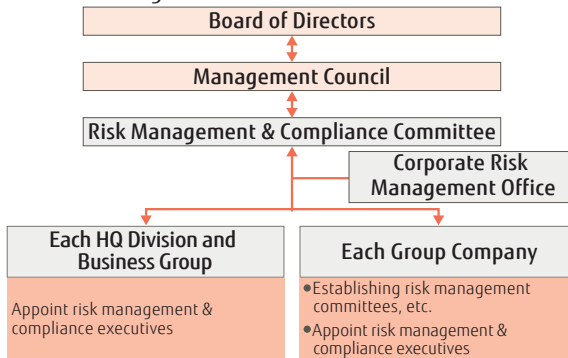 Board of Directors
Management Council
Risk Management & Compliance Committee
Corporate Risk
Management Office
Each HQ Division and
Business Group
Appoint risk management &
compliance executives
Each Group Company
•Establishing risk management
committees, etc.
•Appoint risk management &
compliance executives